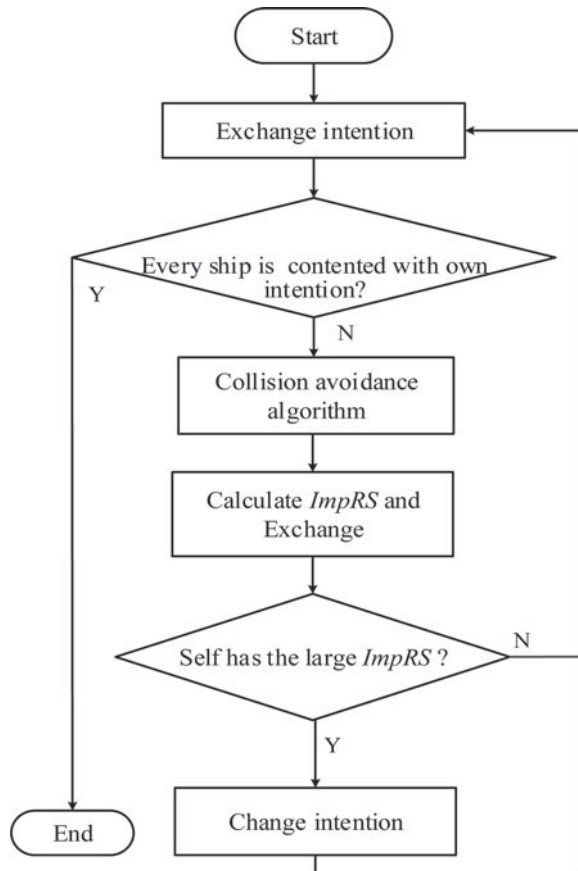 Start
Exchange intention
Every ship is contented with own
intention?
Y
N
Collision avoidance
algorithm
Calculate ImpRS and
Exchange
Self has the large ImpRS ?
N
Y
Change intention
End